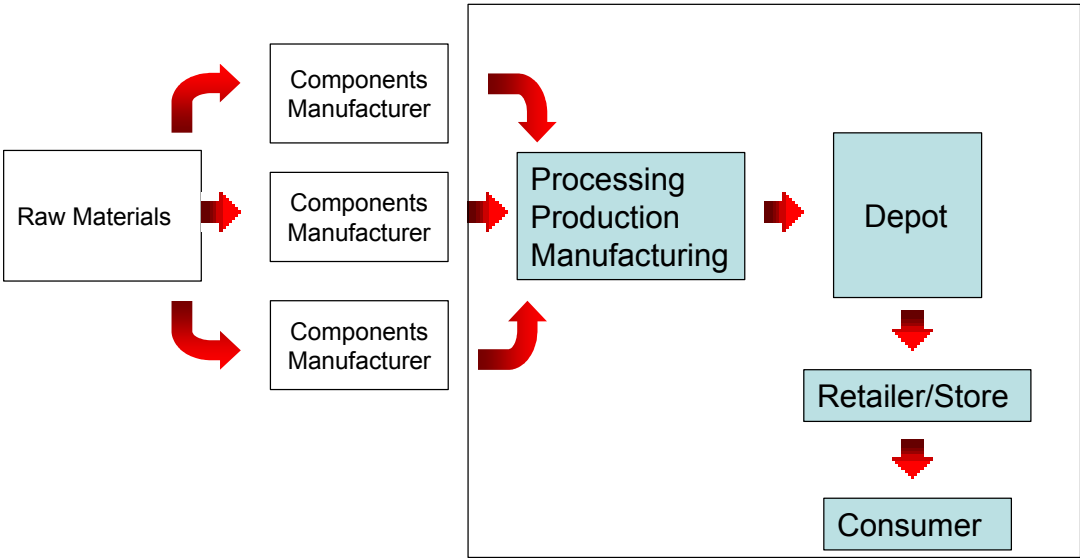 Raw Materials
Components
Manufacturer
Components
Manufacturer
Components
Manufacturer
Processing
Production
Manufacturing
Depot
Retailer/Store
Consumer